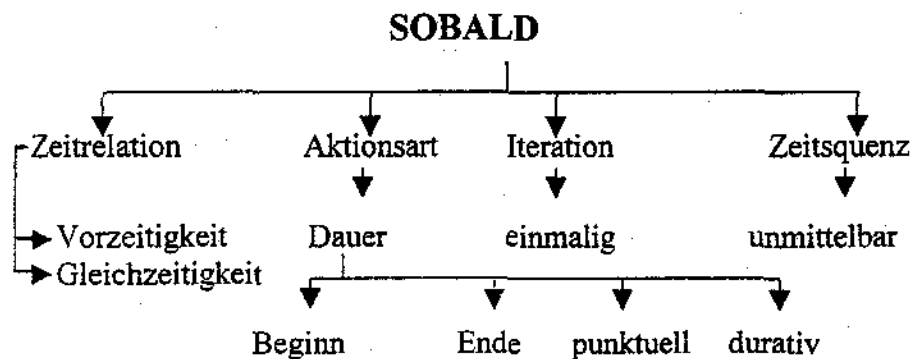 SOBALD
Zeitrelation Aktionsart Iteration Zeitsquenz
Vorzeitigkeit Dauer einmalig unmittelbar
Gleichzeitigkeit
Beginn Ende punktuell durativ